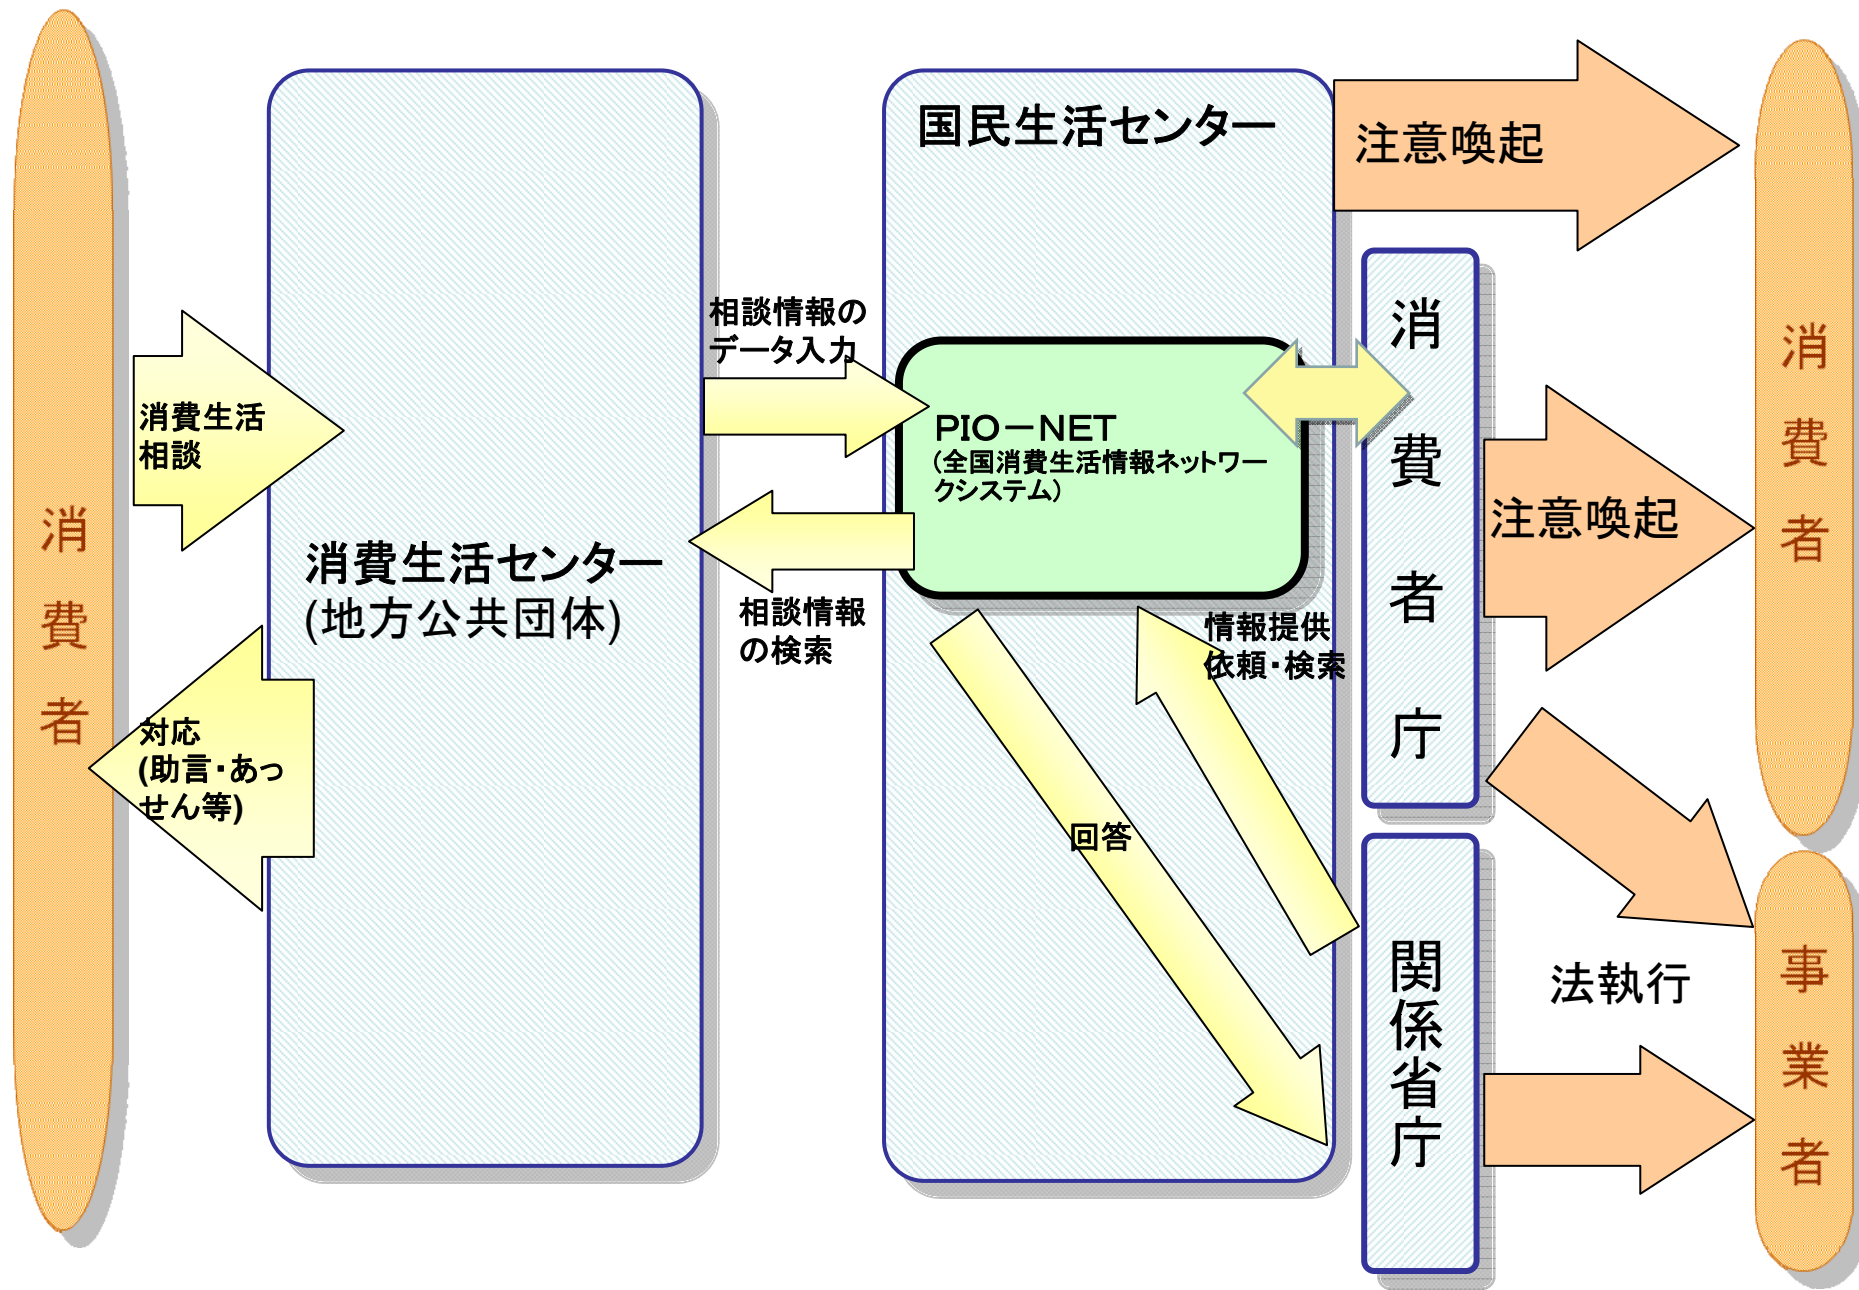 消費者
消費生活
相談
対応
(助言・あっ
せん等)
消費生活センター
(地方公共団体)
相談情報の
データ入力
相談情報
の検索
国民生活センター
PIO－NET
(全国消費生活情報ネットワー
クシステム)
情報提供
依頼・検索
回答
消費者庁
関係省庁
注意喚起
注意喚起
法執行
消費者
事業者